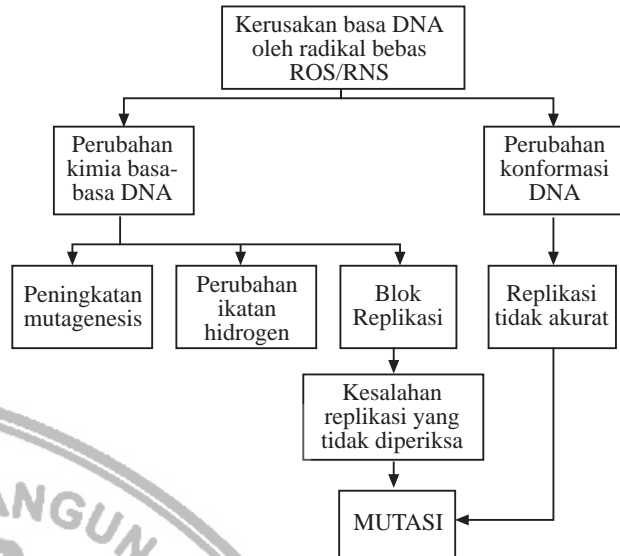 Kerusakan basa DNA
oleh radikal bebas
ROS/RNS
Perubahan
kimia basa-
basa DNA
Perubahan
konformasi
DNA
Peningkatan
mutagenesis
Perubahan
ikatan
hidrogen
Blok
Replikasi
Replikasi
tidak akurat
Kesalahan
replikasi yang
tidak diperiksa
MUTASI
ANGUN